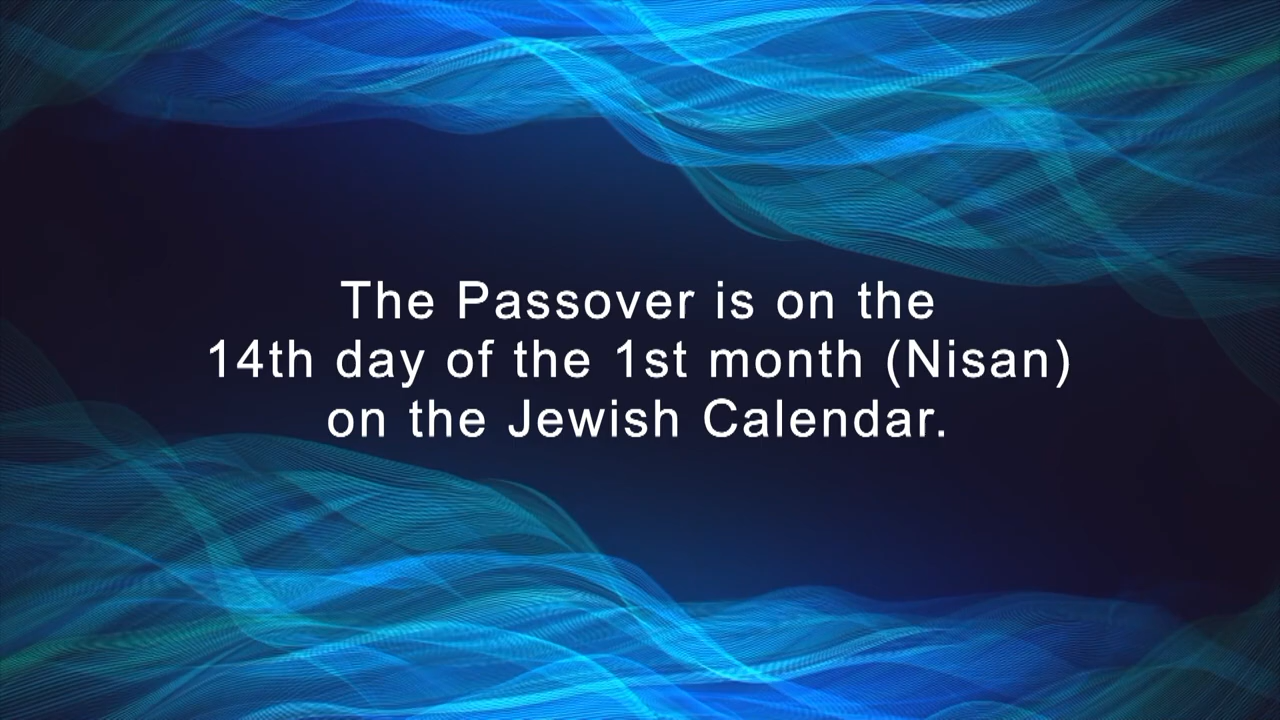 The Passover is on the
14th day of the 1st month (Nisan)
on the Jewish Calendar.